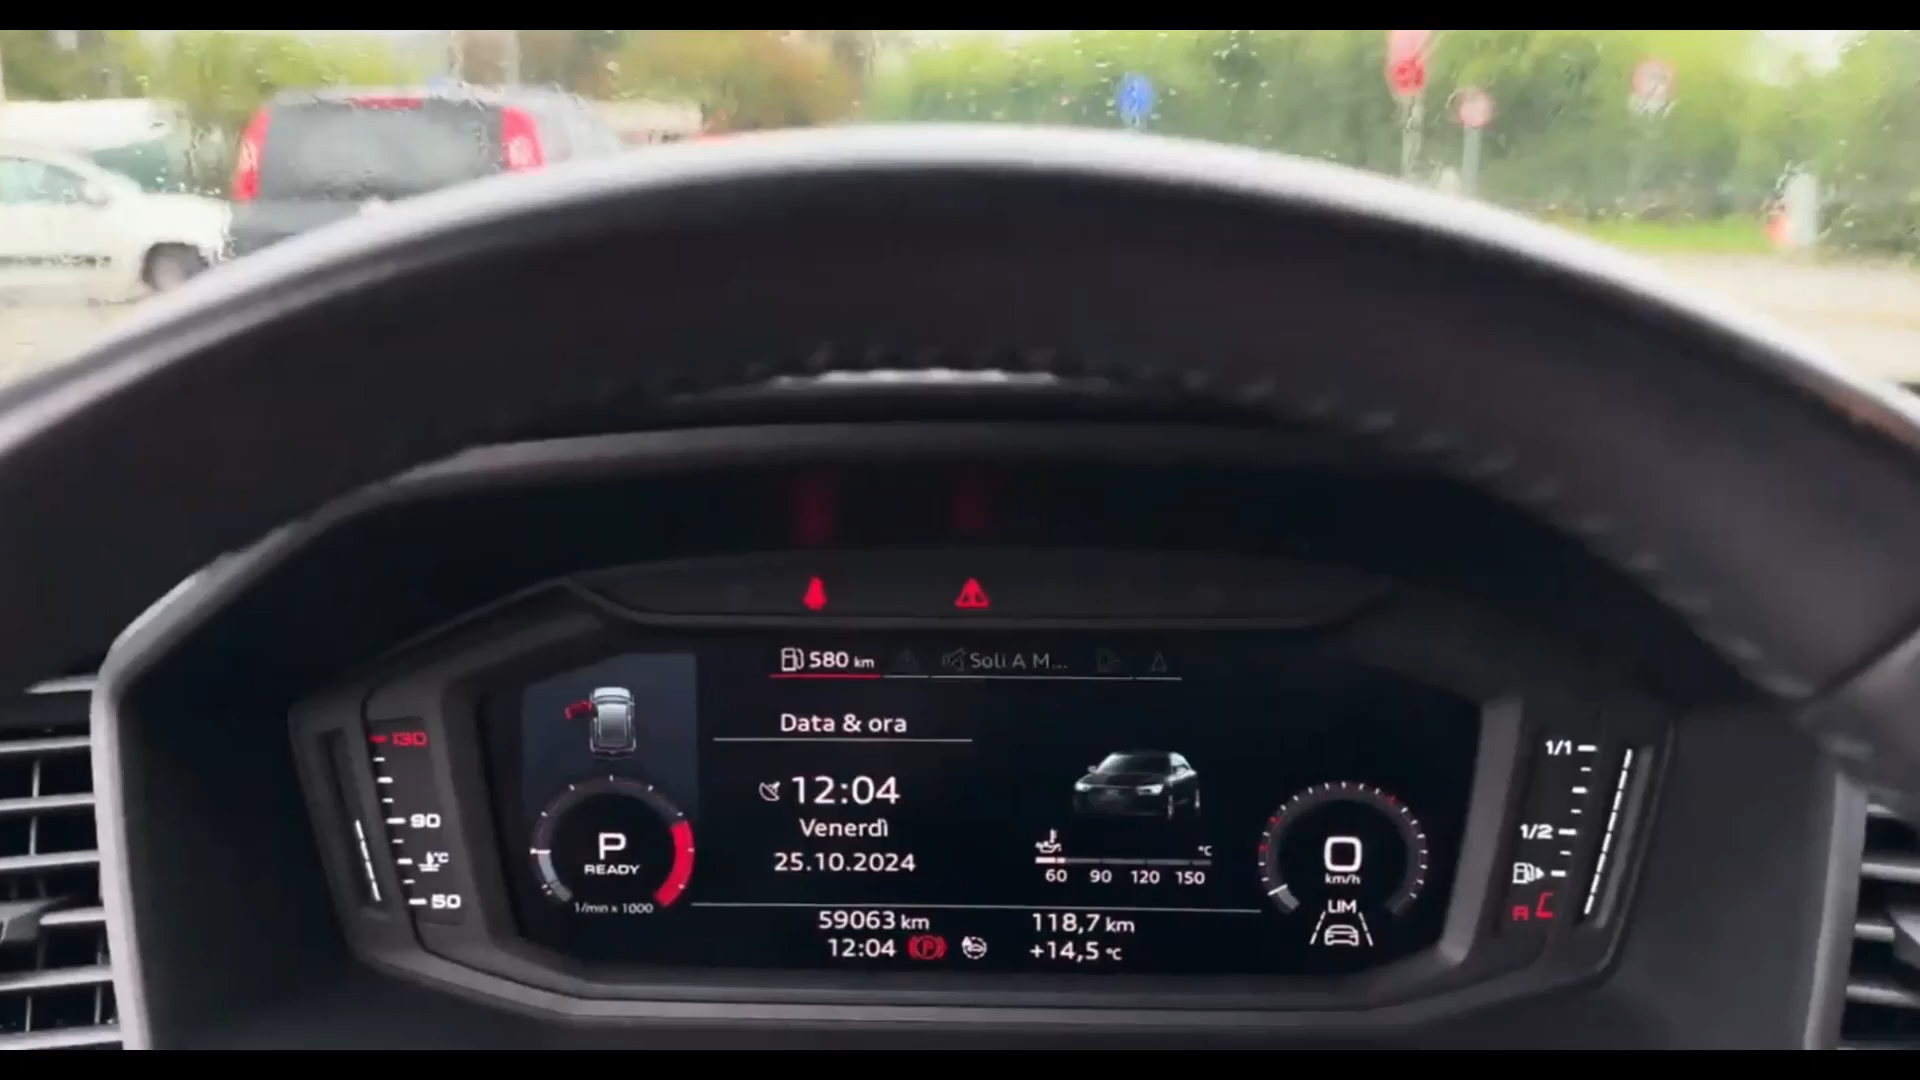 580 km
Soli A M...
Data & ora
130
90
°C
50
P
READY
1/min x 1000
12:04
Venerdì
25.10.2024
°C
60 90 120 150
0
km/h
LIM
1/1
1/2
59063 km
118,7 km
12:04
+14,5 °C